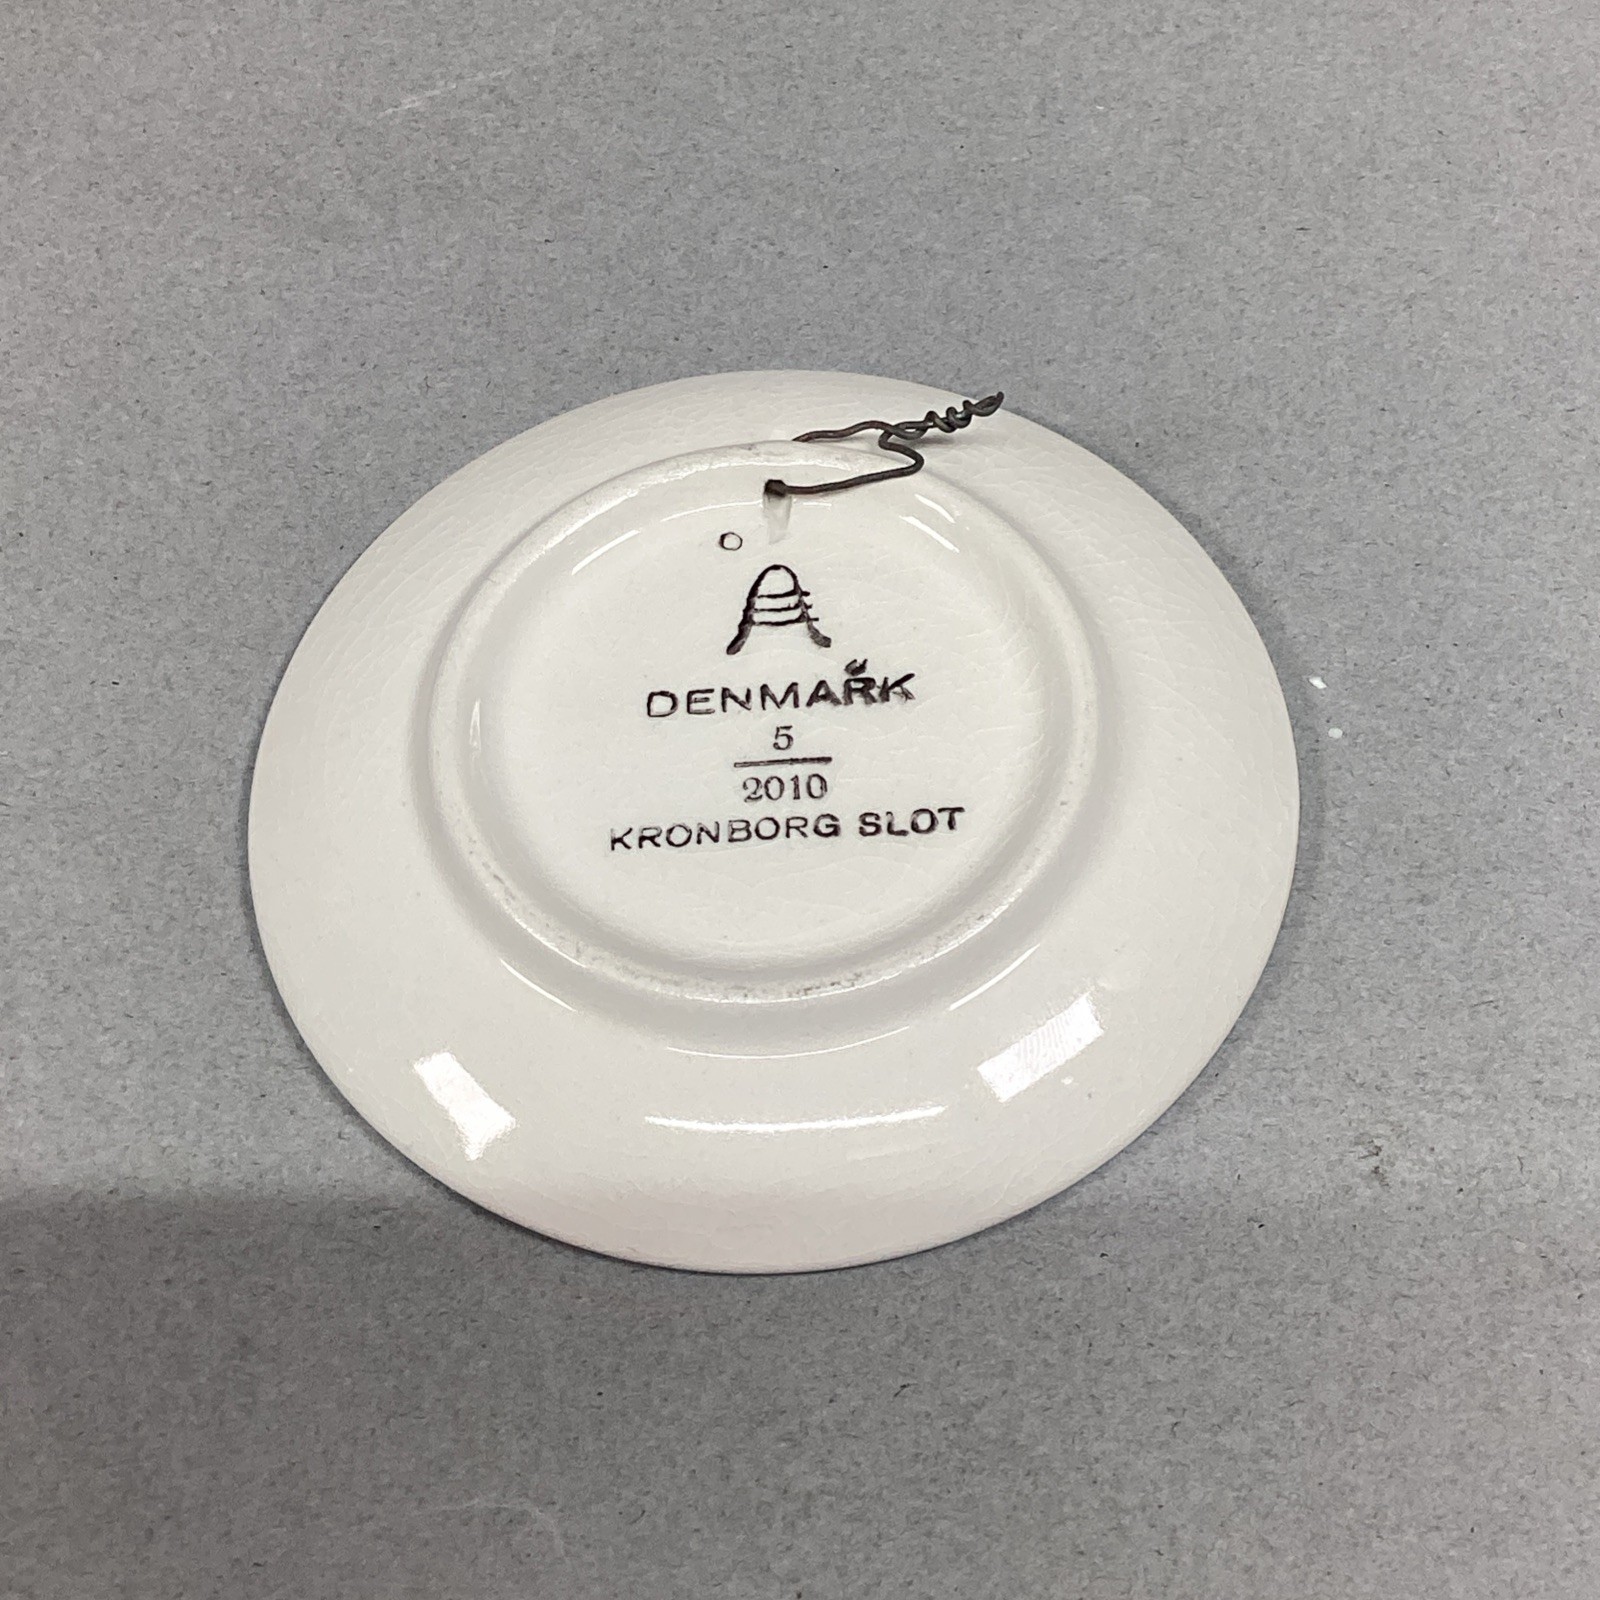 DENMARK
5
2010
KRONBORG SLOT